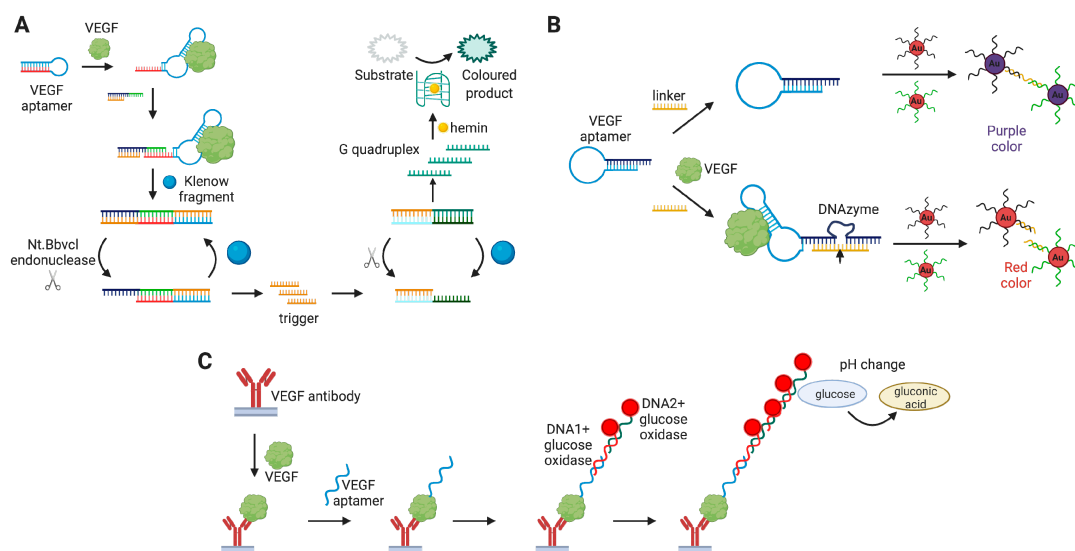 A
VEGF
VEGF
aptamer
Klenow
fragment
Nt.Bbvcl
endonuclease
trigger
Substrate
Coloured
product
hemin
G quadruplex
B
VEGF
aptamer
linker
VEGF
DNAzyme
Au
Au
Au
Au
Purple
color
Au
Au
Au
Au
Red
color
C
VEGF antibody
VEGF
VEGF
aptamer
DNA1+
glucose
oxidase
DNA2+
glucose
oxidase
pH change
glucose
gluconic
acid